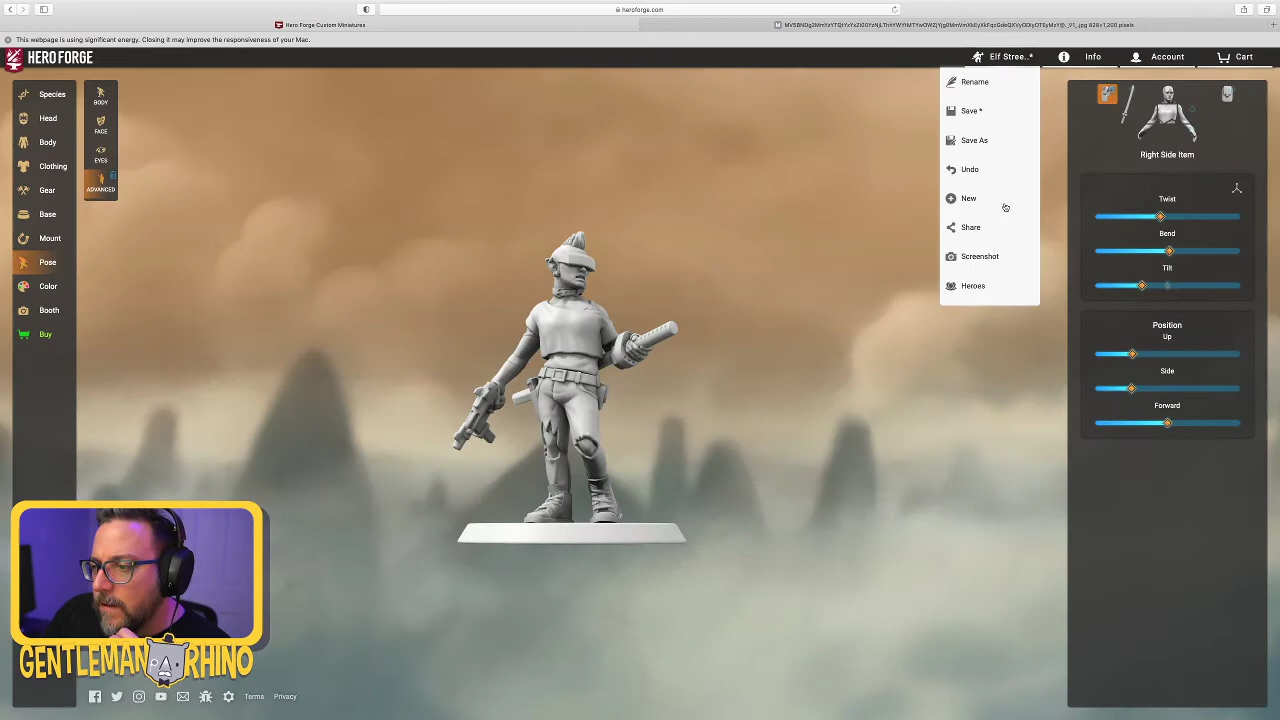 heroforge.com
Hero Forge Custom Miniatures
This webpage is using significant energy. Closing it may improve the responsiveness of your Mac.
HERO FORGE
Elf Stree..*
Info
Account
Cart
Species
Head
Body
Clothing
Gear
Base
Mount
Pose
Color
Booth
Buy
BODY
FACE
EYES
ADVANCED
Rename
Save *
Save As
Undo
New
Share
Screenshot
Heroes
Right Side Item
Twist
Bend
Tilt
Position
Up
Side
Forward
GENTLEMAN RHINO
Terms
Privacy